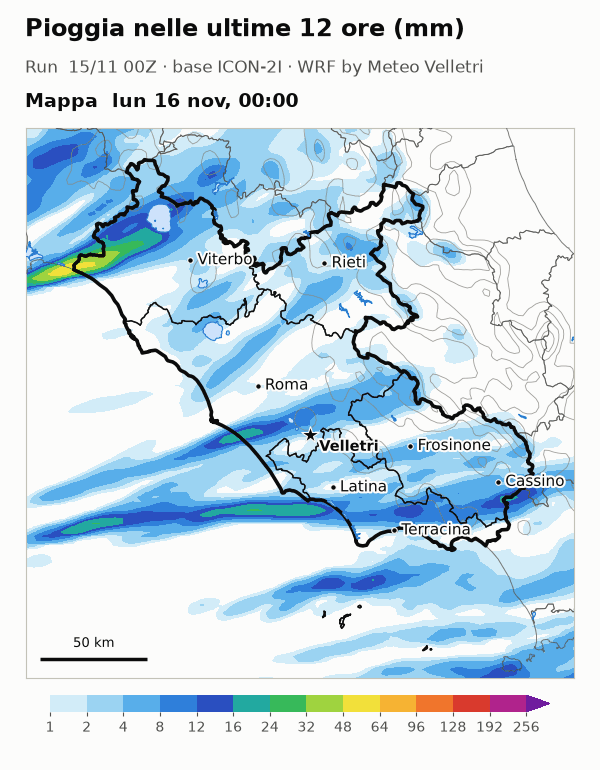 Pioggia nelle ultime 12 ore (mm)
Run 15/11 00Z · base ICON-2I · WRF by Meteo Velletri
Mappa lun 16 nov, 00:00
Viterbo
Rieti
Roma
Velletri
Frosinone
Cassino
Latina
Terracina
50 km
1 2 4 8 12 16 24 32 48 64 96 128 192 256